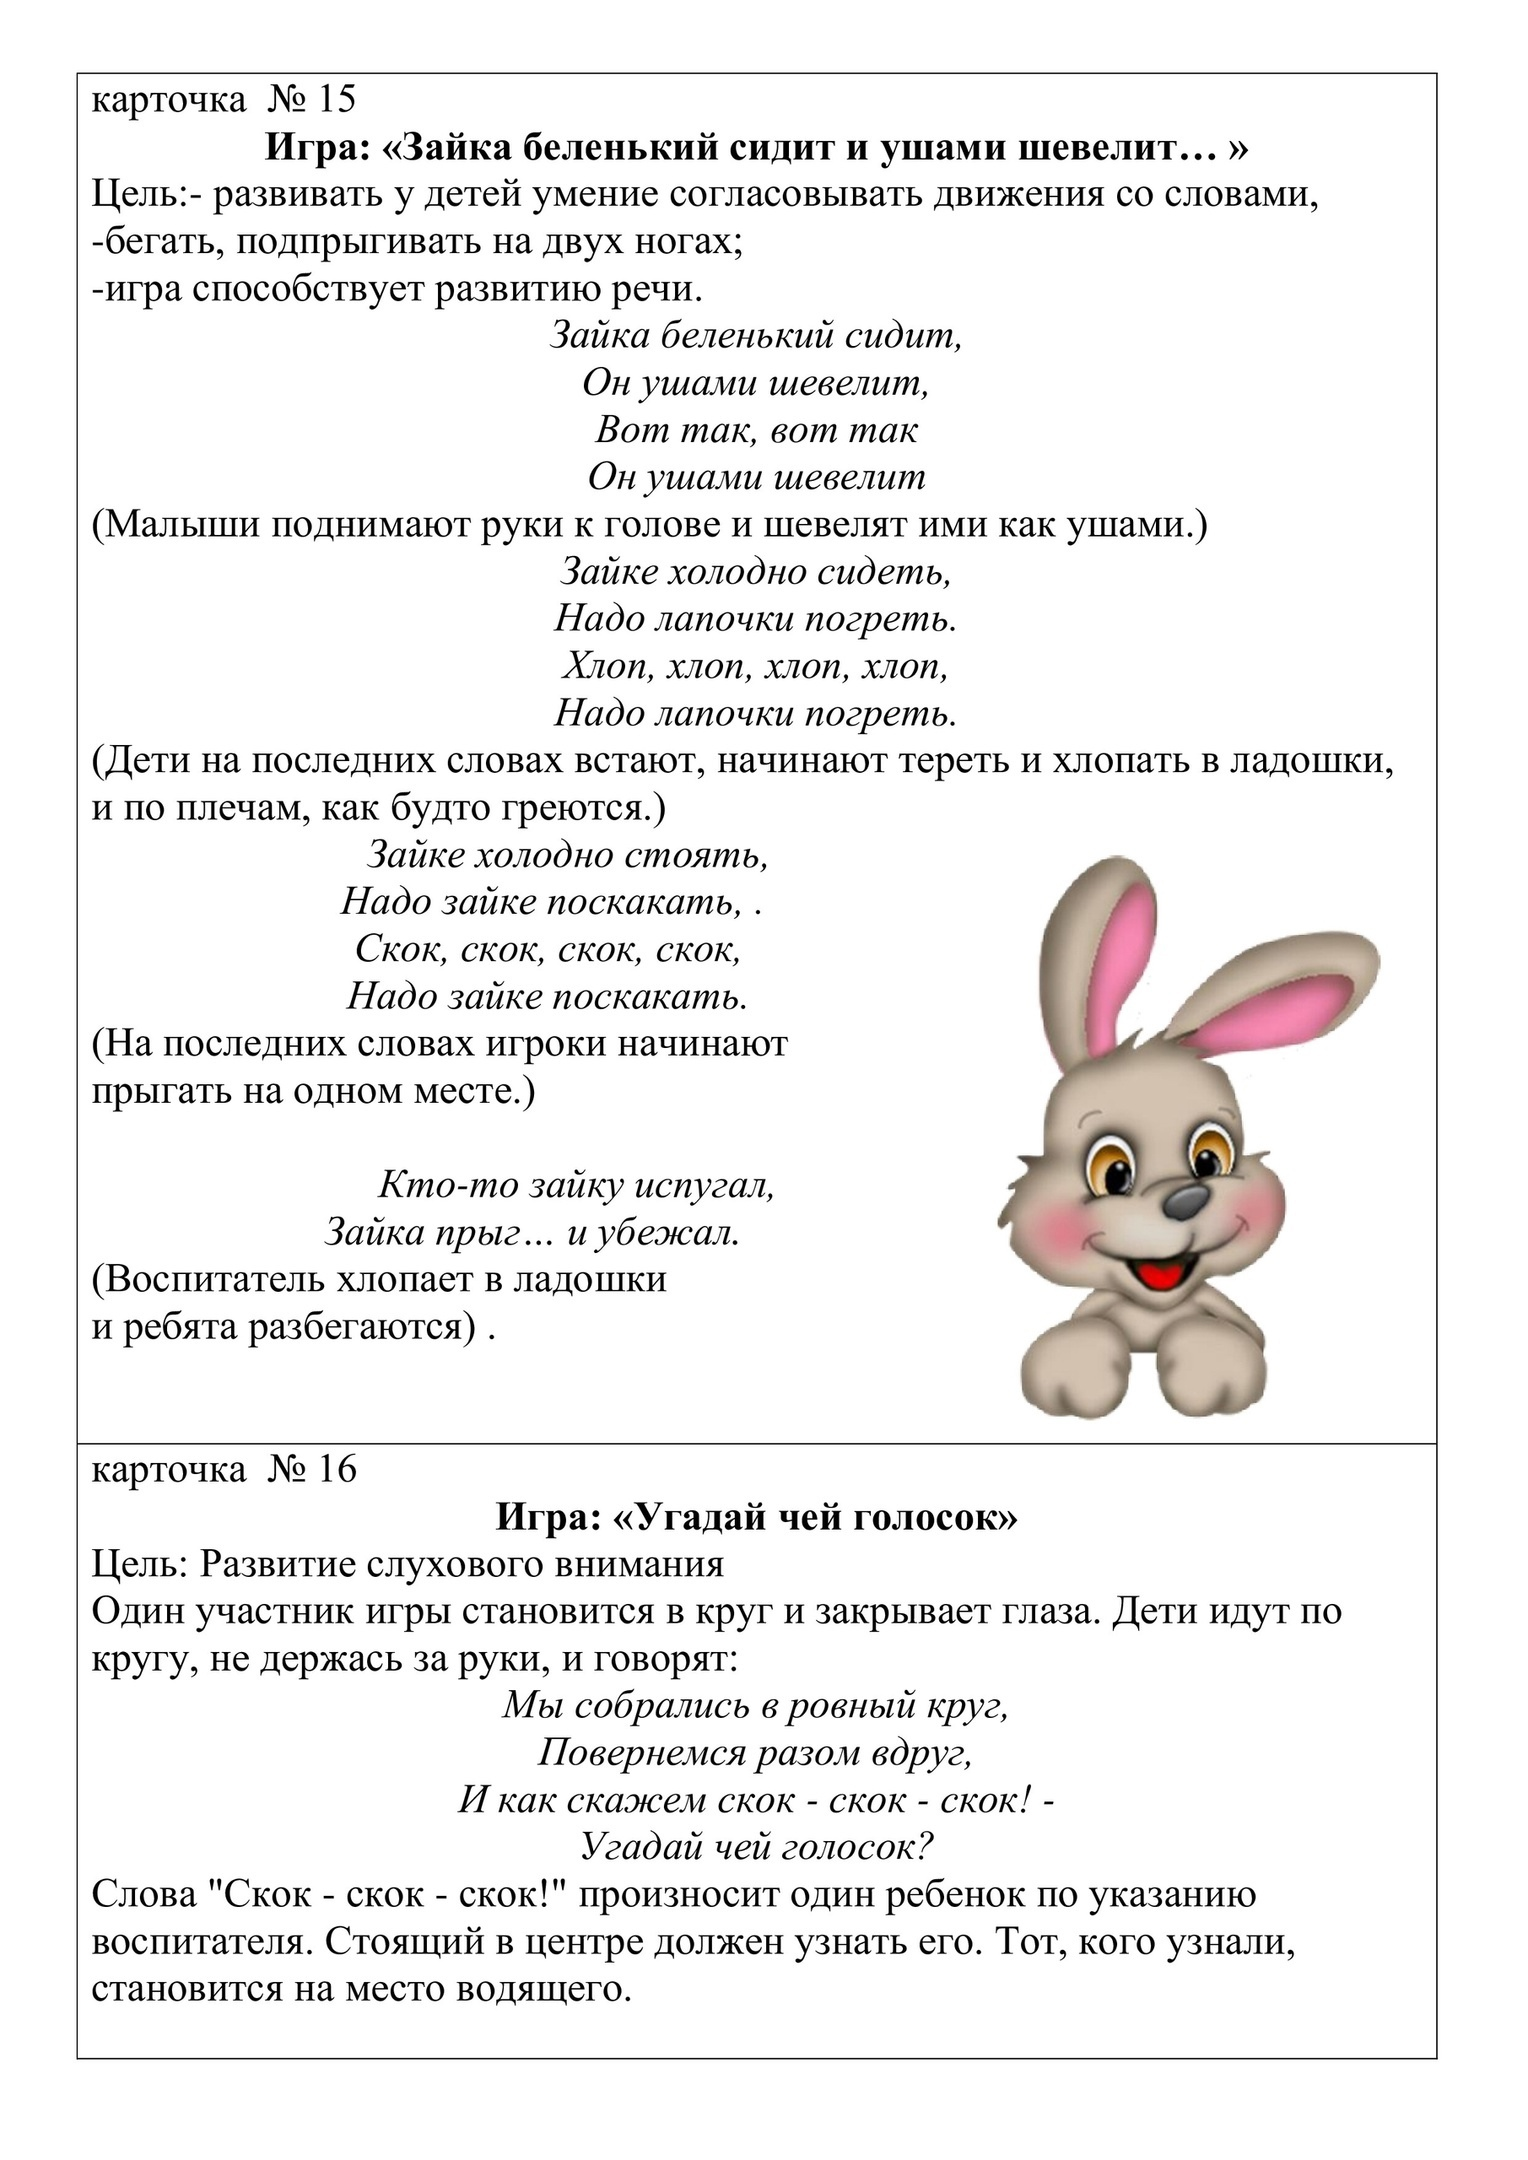 карточка  № 15
Игра: «Зайка беленький сидит и ушами шевелит… »
Цель:- развивать у детей умение согласовывать движения со словами,
-бегать, подпрыгивать на двух ногах;
-игра способствует развитию речи.
Зайка беленький сидит,
Он ушами шевелит,
Вот так, вот так
Он ушами шевелит
(Малыши поднимают руки к голове и шевелят ими как ушами.)
Зайке холодно сидеть,
Надо лапочки погреть.
Хлоп, хлоп, хлоп, хлоп,
Надо лапочки погреть.
(Дети на последних словах встают, начинают тереть и хлопать в ладошки,
и по плечам, как будто греются.)
Зайке холодно стоять,
Надо зайке поскакать, .
Скок, скок, скок, скок,
Надо зайке поскакать.
(На последних словах игроки начинают
прыгать на одном месте.)
Кто-то зайку испугал,
Зайка прыг… и убежал.
(Воспитатель хлопает в ладошки
и ребята разбегаются) .
карточка  № 16
Игра: «Угадай чей голосок»
Цель: Развитие слухового внимания
Один участник игры становится в круг и закрывает глаза. Дети идут по
кругу, не держась за руки, и говорят:
Мы собрались в ровный круг,
Повернемся разом вдруг,
И как скажем скок - скок - скок! -
Угадай чей голосок?
Слова "Скок - скок - скок!" произносит один ребенок по указанию
воспитателя. Стоящий в центре должен узнать его. Тот, кого узнали,
становится на место водящего.